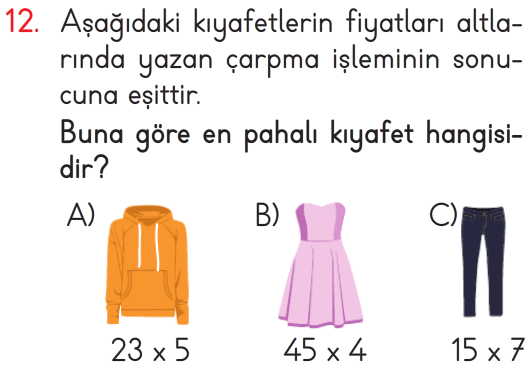 12. Aşağıdaki kıyafetlerin fiyatları altla-
rında yazan çarpma işleminin sonu-
cuna eşittir.
Buna göre en pahalı kıyafet hangisi-
dir?
A) B) C)
23 x 5 45 x 4 15 x 7